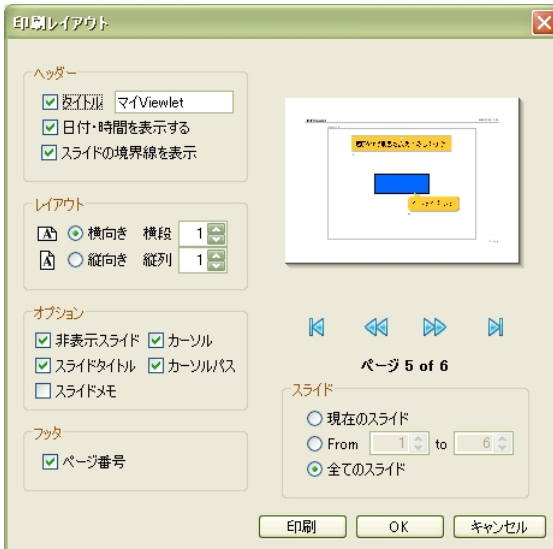 印刷レイアウト
ヘッダー
タイトル マイViewlet
日付・時間を表示する
スライドの境界線を表示
レイアウト
横向き 横段 1
縦向き 縦列 1
オプション
非表示スライド カーソル
スライドタイトル カーソルパス
スライドメモ
フッタ
ページ番号
ページ 5 of 6
スライド
現在のスライド
From 1 to 6
全てのスライド
印刷 OK キャンセル